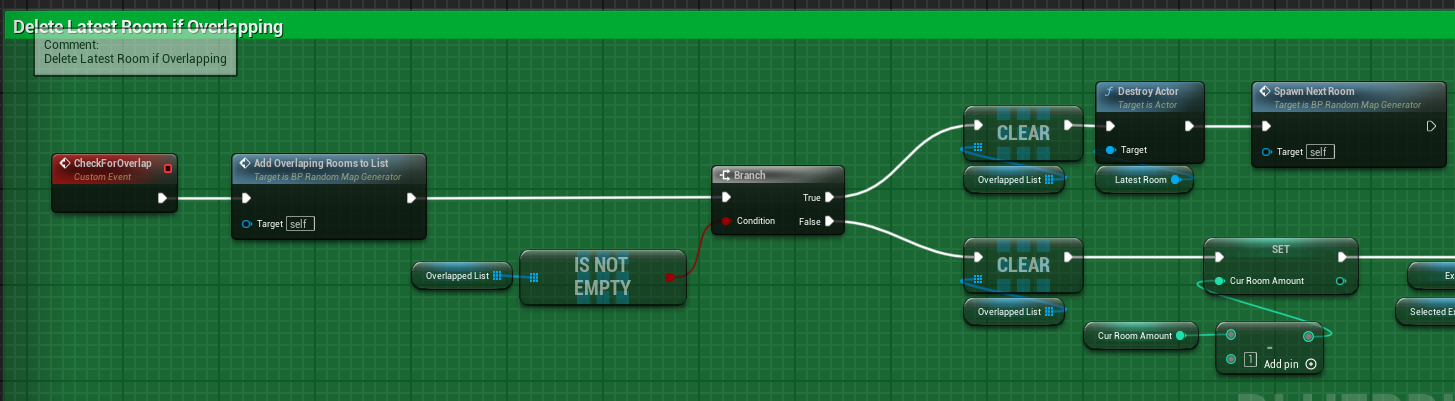 Delete Latest Room if Overlapping
Comment:
Delete Latest Room if Overlapping
CheckForOverlap
Custom Event
Add Overlaping Rooms to List
Target is BP Random Map Generator
Target self
Overlapped List
IS NOT
EMPTY
Branch
True
Condition
False
CLEAR
Overlapped List
Destroy Actor
Target is Actor
Target
Latest Room
Spawn Next Room
Target is BP Random Map Generator
Target self
CLEAR
Overlapped List
SET
Cur Room Amount
Cur Room Amount
-
1 Add pin
Ex
Selected Ex